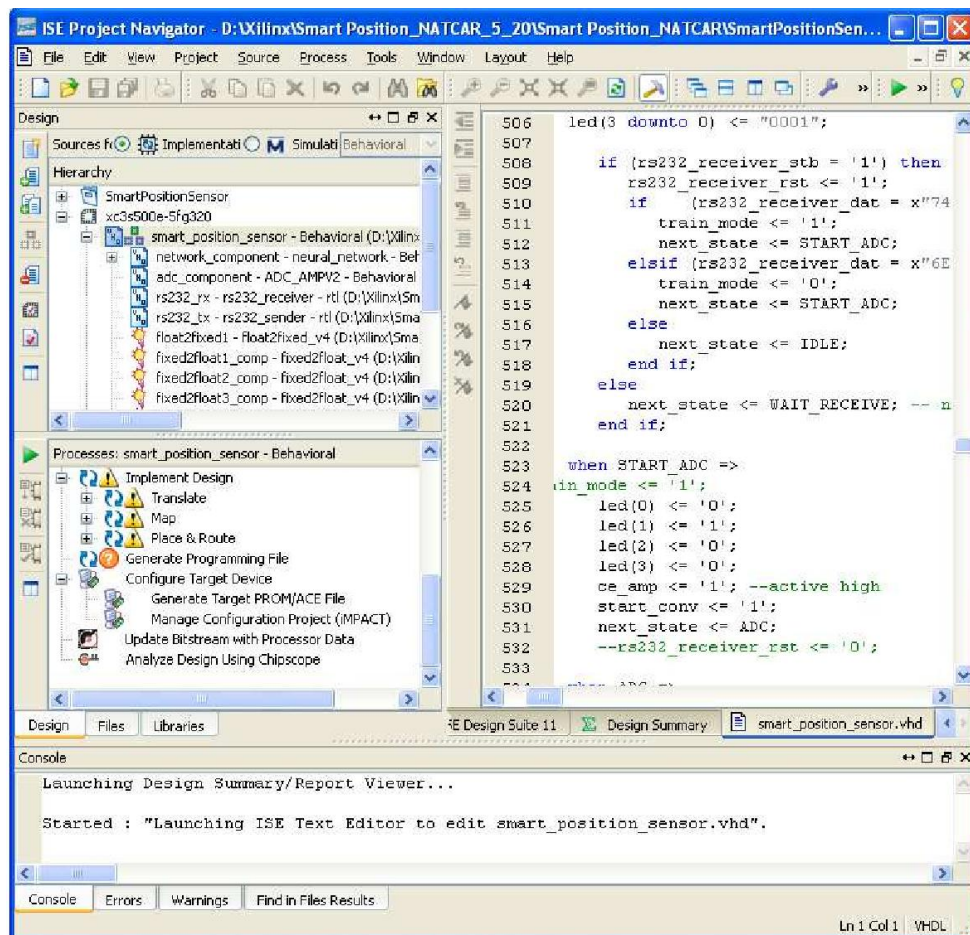 ISE Project Navigator - D:\Xilinx\Smart Position_NATCAR_5_20\Smart Position_NATCAR\SmartPositionSen...
File Edit View Project Source Process Tools Window Layout Help
Design
Sources fo Implementati Simulati Behavioral
Hierarchy
SmartPositionSensor
xc3s500e-5fg320
smart_position_sensor - Behavioral (D:\Xilinx
network_component - neural_network - Beh
adc_component - ADC_AMPV2 - Behavioral
rs232_rx - rs232_receiver - rtl (D:\Xilinx\Sm
rs232_tx - rs232_sender - rtl (D:\Xilinx\Sma
float2fixed1 - float2fixed_v4 (D:\Xilinx\Sma
fixed2float1_comp - fixed2float_v4 (D:\Xilin
fixed2float2_comp - fixed2float_v4 (D:\Xilin
fixed2float3_comp - fixed2float_v4 (D:\Xilin
Processes: smart_position_sensor - Behavioral
Implement Design
Translate
Map
Place & Route
Generate Programming File
Configure Target Device
Generate Target PROM/ACE File
Manage Configuration Project (iMPACT)
Update Bitstream with Processor Data
Analyze Design Using Chipscope
Design Files Libraries
506 led(3 downto 0) <= "0001";
507
508 if (rs232_receiver_stb = '1') then
509 rs232_receiver_rst <= '1';
510 if (rs232_receiver_dat = x"74
511 train_mode <= '1';
512 next_state <= START_ADC;
513 elsif (rs232_receiver_dat = x"6E
514 train_mode <= '0';
515 next_state <= START_ADC;
516 else
517 next_state <= IDLE;
518 end if;
519 else
520 next_state <= WAIT_RECEIVE; -- n
521 end if;
522
523 when START_ADC =>
524 in_mode <= '1';
525 led(0) <= '0';
526 led(1) <= '1';
527 led(2) <= '0';
528 led(3) <= '0';
529 ce_amp <= '1'; --active high
530 start_conv <= '1';
531 next_state <= ADC;
532 --rs232_receiver_rst <= '0';
533
SE Design Suite 11 Design Summary smart_position_sensor.vhd
Console
Launching Design Summary/Report Viewer...
Started : "Launching ISE Text Editor to edit smart_position_sensor.vhd".
Console Errors Warnings Find in Files Results
Ln 1 Col 1 VHDL